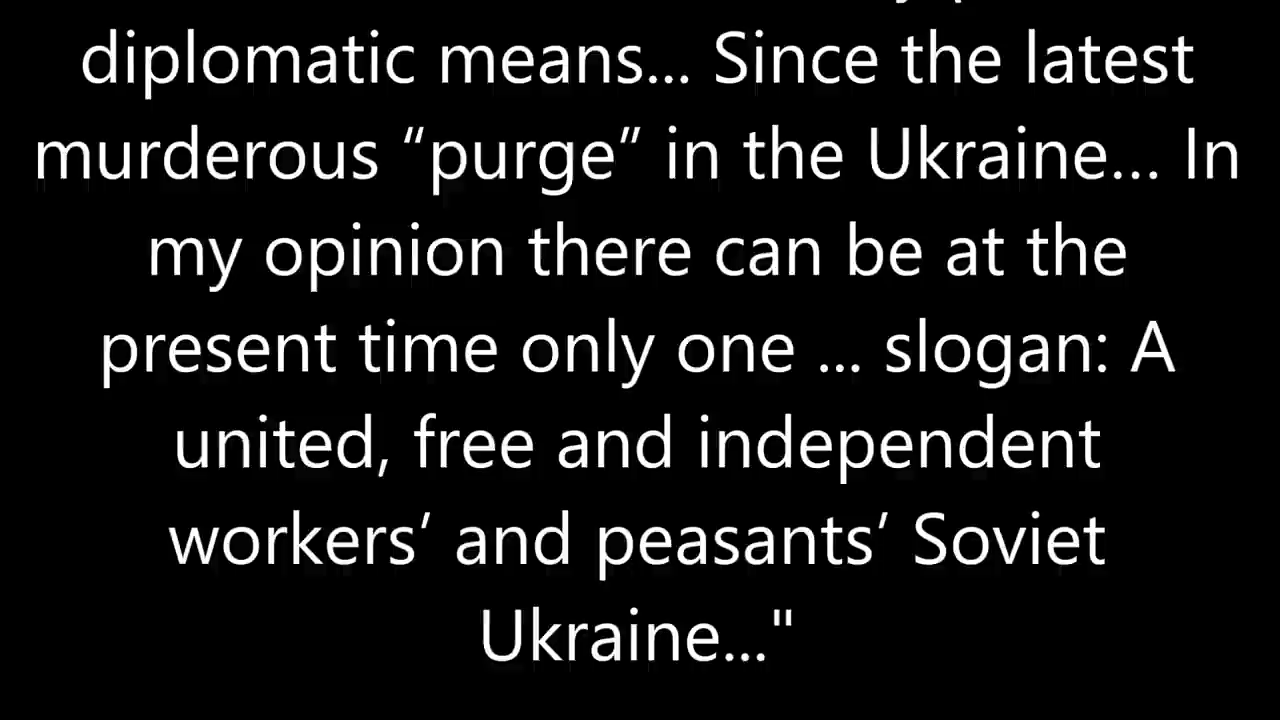 diplomatic means... Since the latest
murderous “purge” in the Ukraine... In
my opinion there can be at the
present time only one ... slogan: A
united, free and independent
workers’ and peasants’ Soviet
Ukraine..."